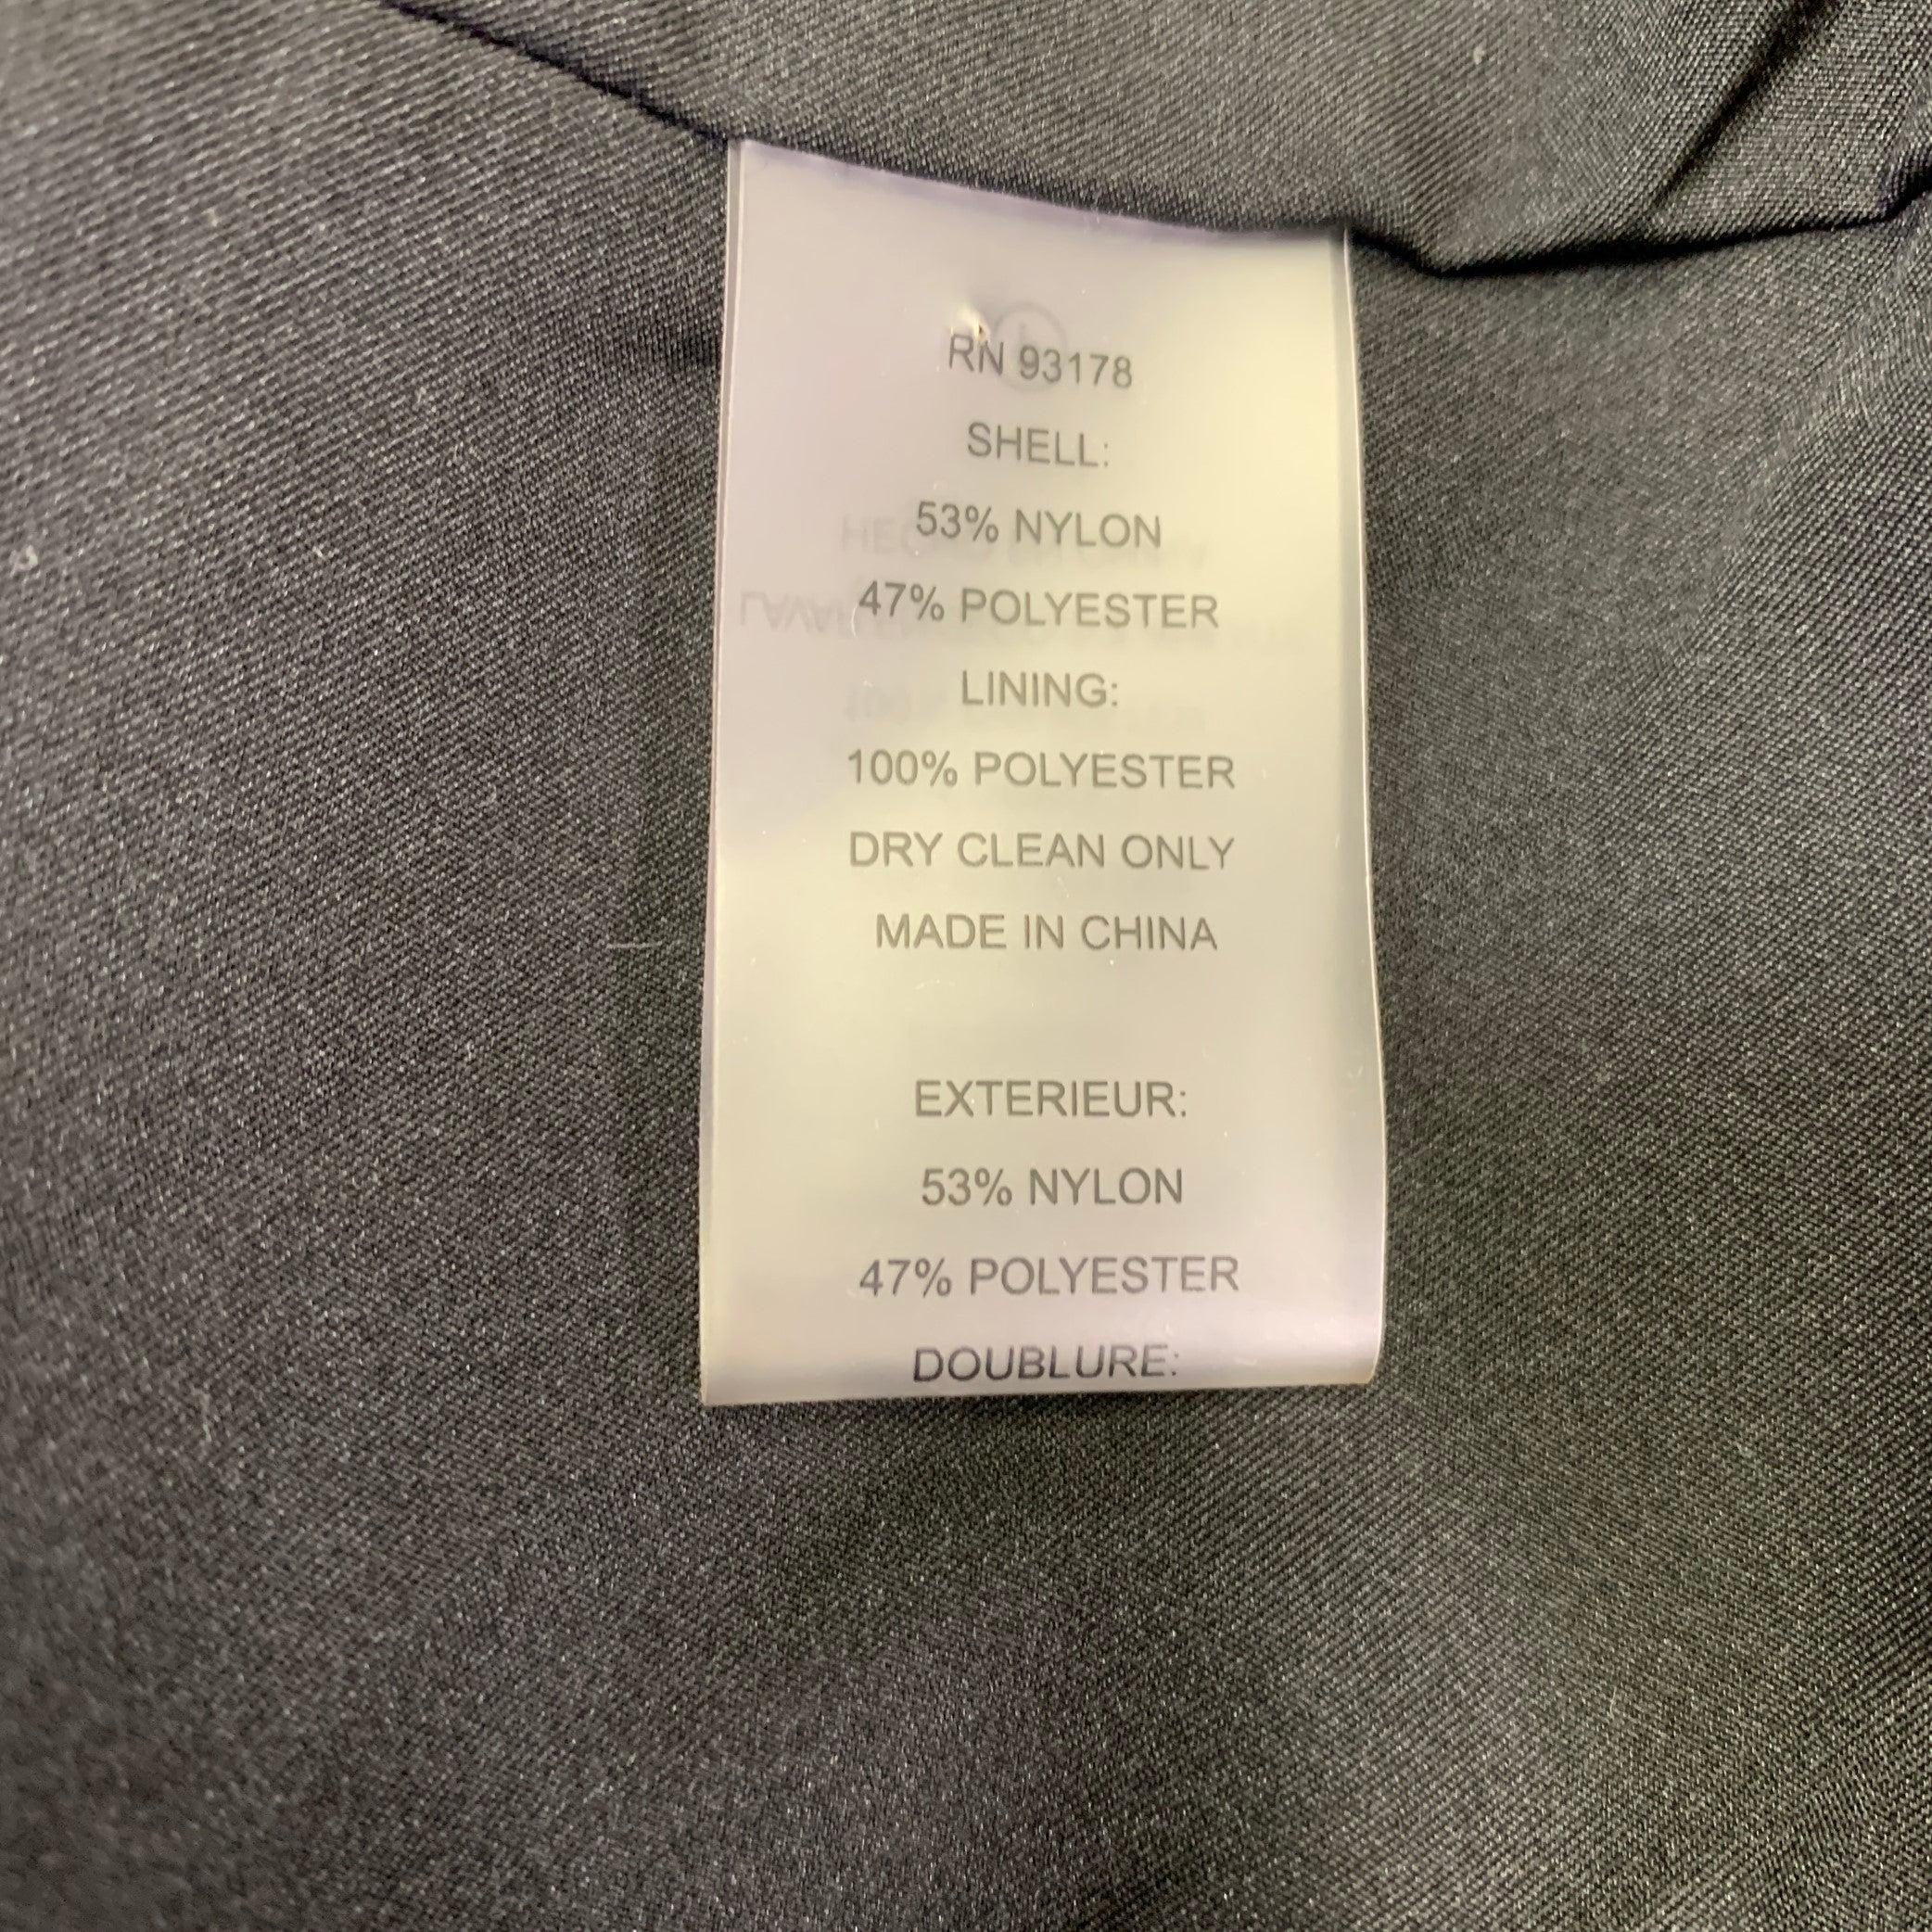 RN 93178
SHELL:
53% NYLON
47% POLYESTER
LINING:
100% POLYESTER
DRY CLEAN ONLY
MADE IN CHINA
EXTERIEUR:
53% NYLON
47% POLYESTER
DOUBLURE: